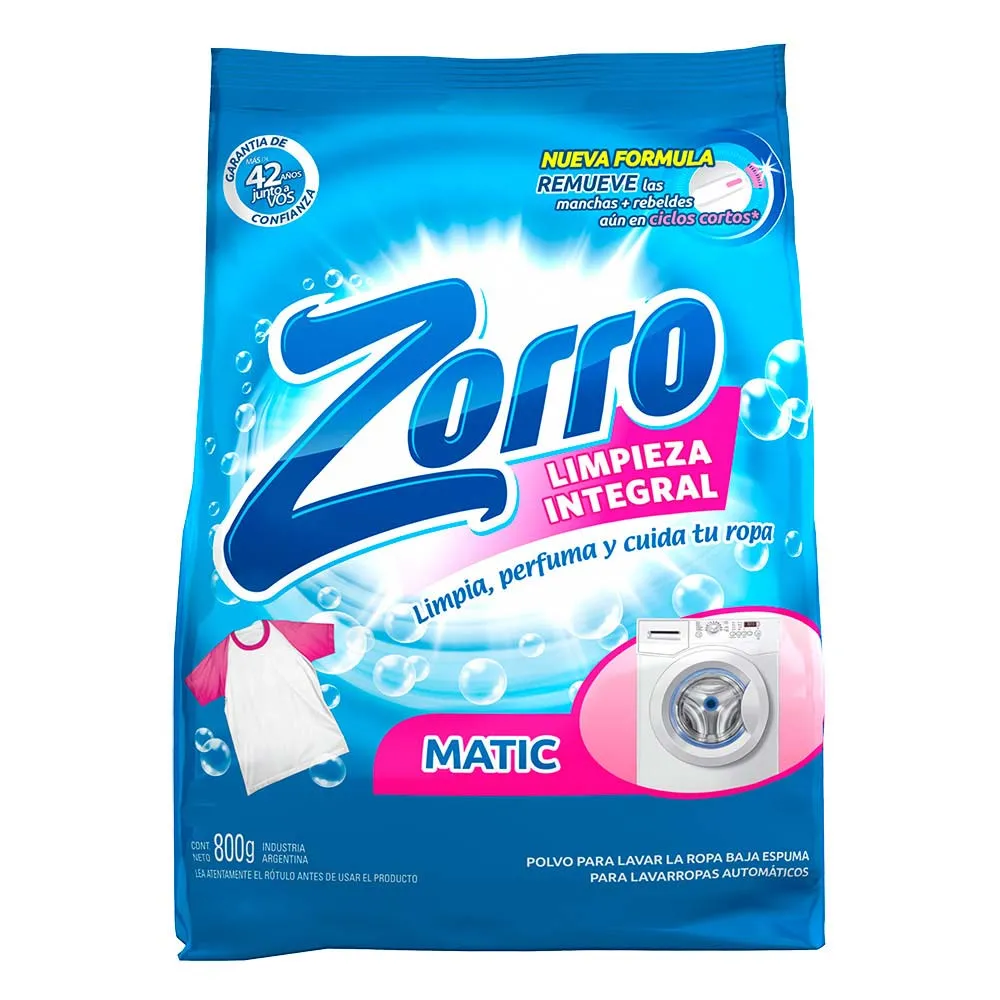 GARANTIA DE
MÁS DE
42 AÑOS
junto a
VOS
CONFIANZA
NUEVA FORMULA
REMUEVE las
manchas + rebeldes
aún en ciclos cortos*
Zorro
LIMPIEZA
INTEGRAL
Limpia, perfuma y cuida tu ropa
MATIC
CONT
NETO 800g INDUSTRIA
ARGENTINA
LEA ATENTAMENTE EL RÓTULO ANTES DE USAR EL PRODUCTO
POLVO PARA LAVAR LA ROPA BAJA ESPUMA
PARA LAVARROPAS AUTOMÁTICOS